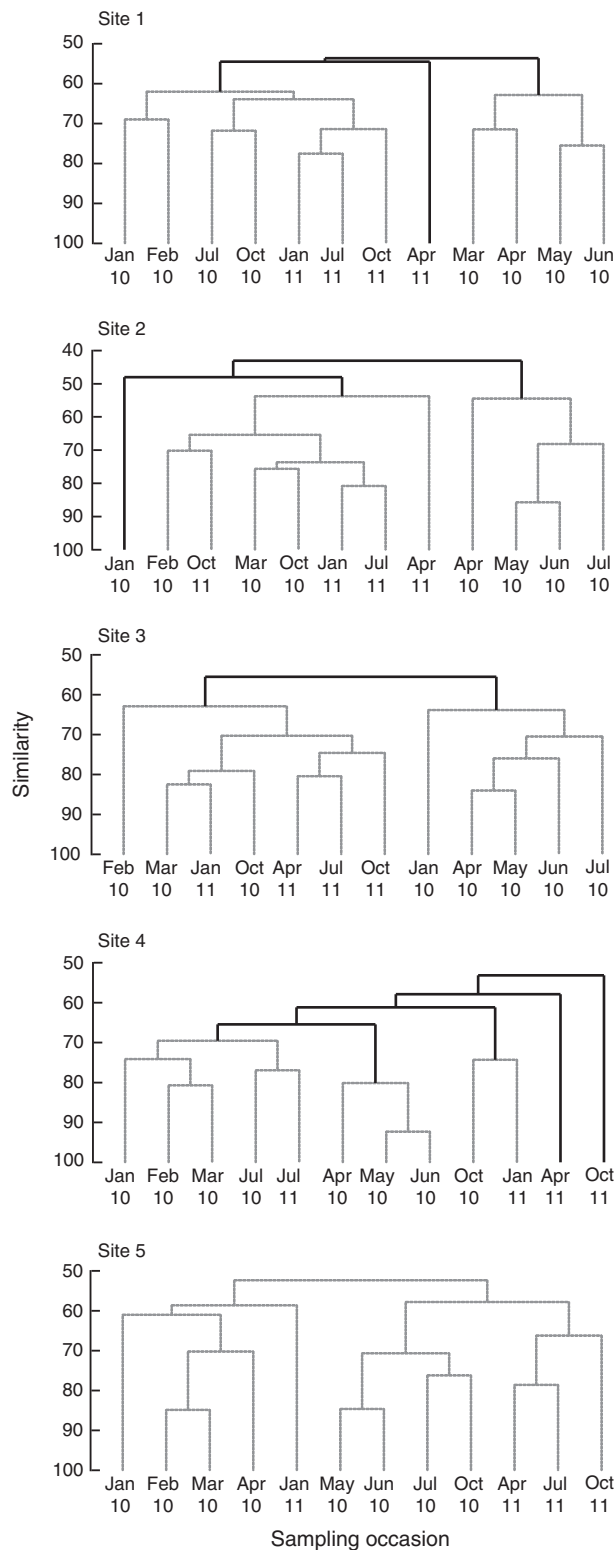 Site 1
50
60
70
80
90
100
Jan Feb Jul Oct Jan Jul Oct Apr Mar Apr May Jun
10 10 10 10 11 11 11 11 10 10 10 10
Site 2
40
50
60
70
80
90
100
Jan Feb Oct Mar Oct Jan Jul Apr Apr May Jun Jul
10 10 11 10 10 11 11 11 10 10 10 10
Site 3
50
60
70
80
90
100
Feb Mar Jan Oct Apr Jul Oct Jan Apr May Jun Jul
10 10 11 10 11 11 11 10 10 10 10 10
Similarity
Site 4
50
60
70
80
90
100
Jan Feb Mar Jul Jul Apr May Jun Oct Jan Apr Oct
10 10 10 10 11 10 10 10 10 11 11 11
Site 5
50
60
70
80
90
100
Jan Feb Mar Apr Jan May Jun Jul Oct Apr Jul Oct
10 10 10 10 11 10 10 10 10 11 11 11
Sampling occasion